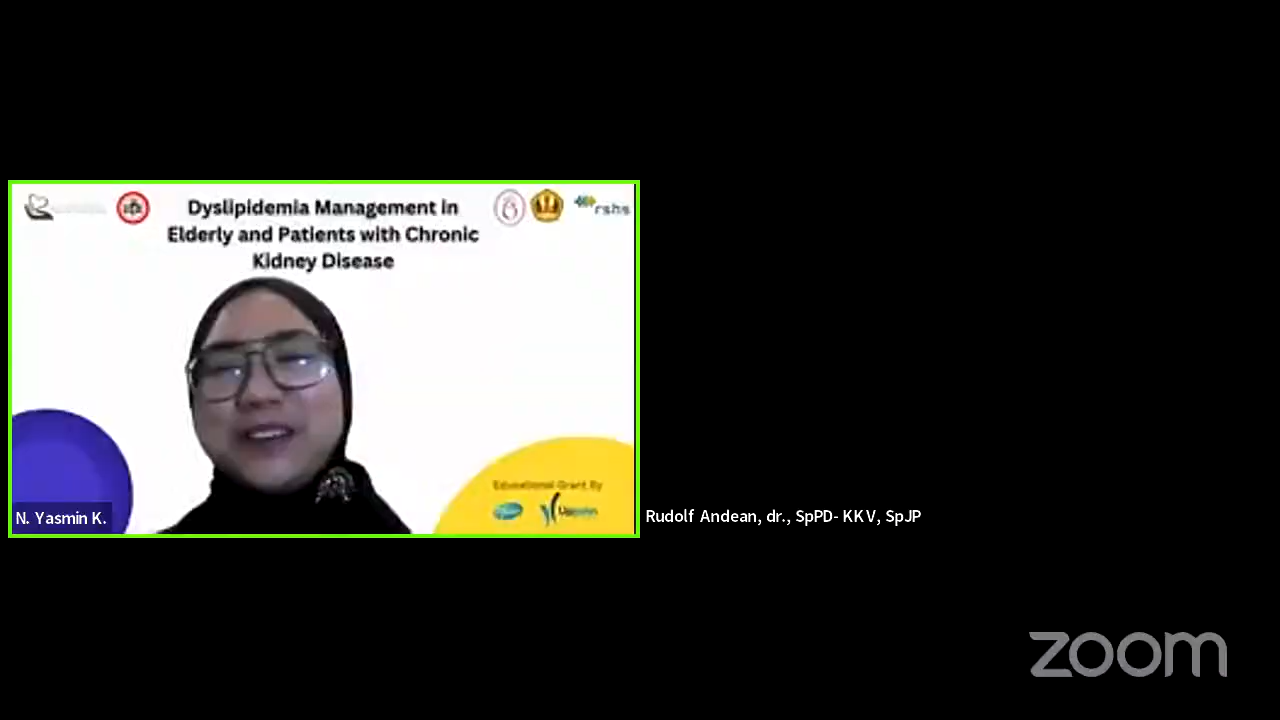 Dyslipidemia Management in
Elderly and Patients with Chronic
Kidney Disease
rshs
Educational Grant By
N. Yasmin K.
Rudolf Andean, dr., SpPD- KKV, SpJP
zoom